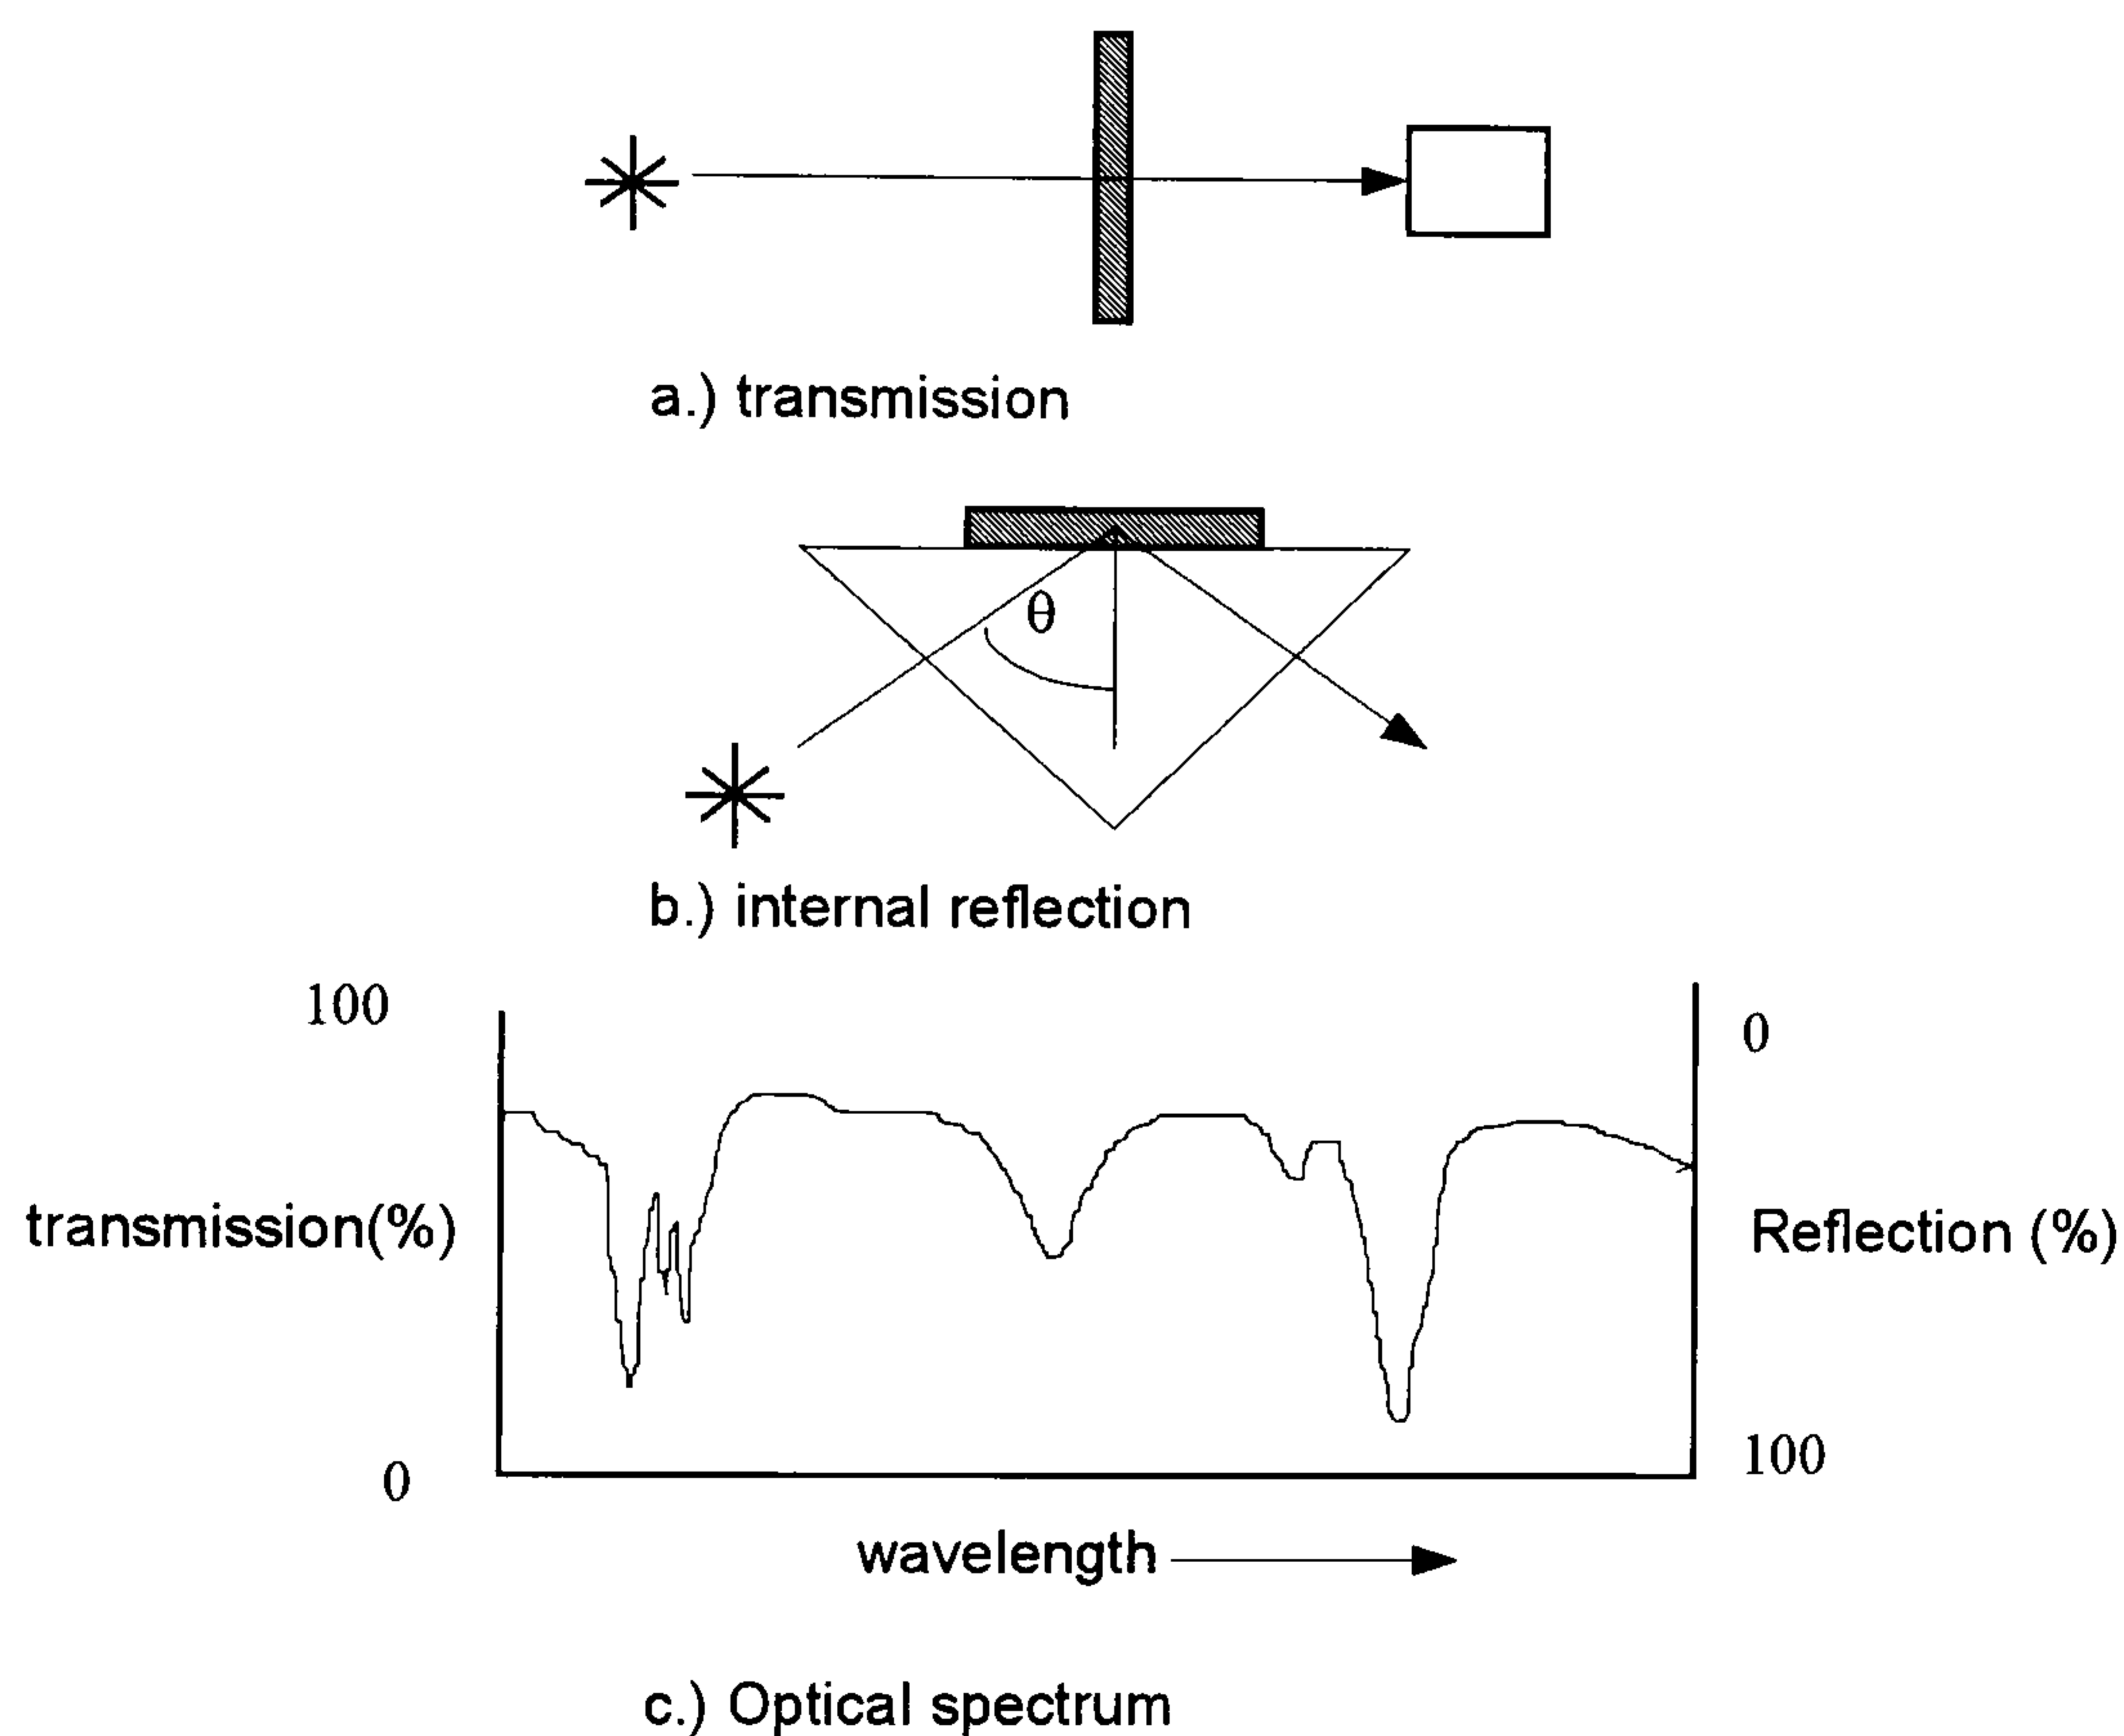 a.) transmission
θ
b.) internal reflection
100
0
transmission(%)
Reflection (%)
0
100
wavelength
c.) Optical spectrum